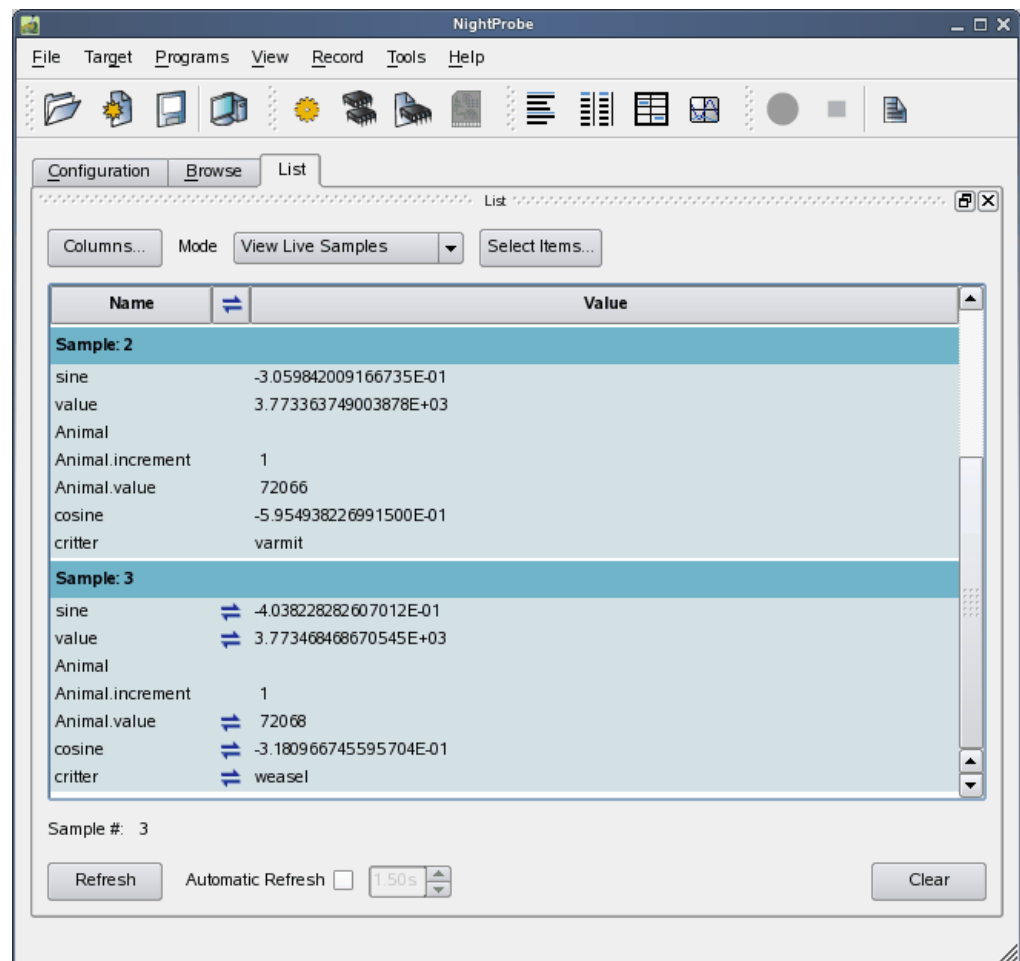 NightProbe
File Target Programs View Record Tools Help
Configuration Browse List
List
Columns... Mode View Live Samples Select Items...
Name Value
Sample: 2
sine -3.059842009166735E-01
value 3.773363749003878E+03
Animal
Animal.increment 1
Animal.value 72066
cosine -5.954938226991500E-01
critter varmit
Sample: 3
sine -4.038228282607012E-01
value 3.773468468670545E+03
Animal
Animal.increment 1
Animal.value 72068
cosine -3.180966745595704E-01
critter weasel
Sample #: 3
Refresh Automatic Refresh 1.50s Clear